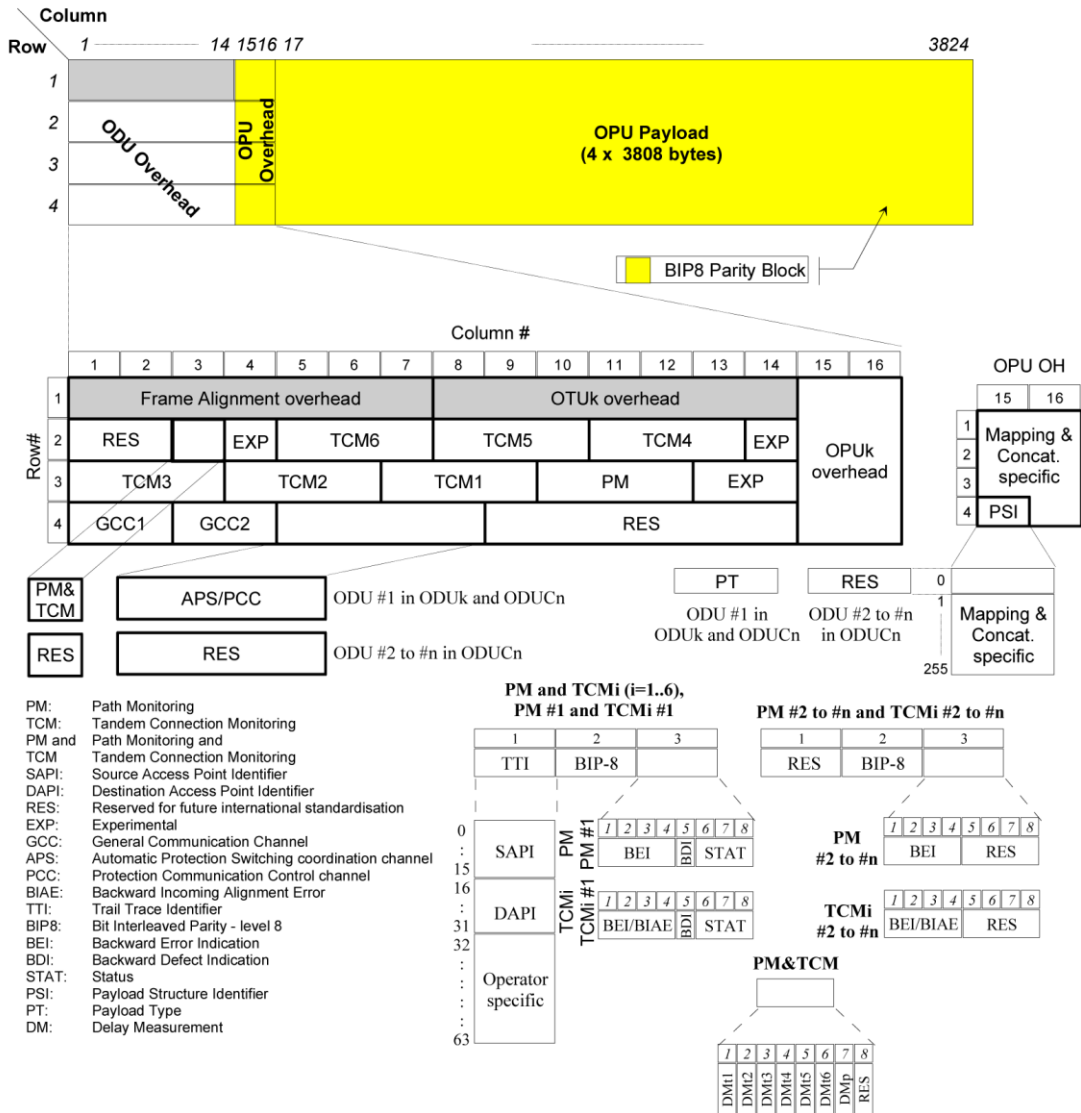 Column
Row 1 14 15 16 17 3824
1
2
3
4
ODU Overhead
OPU
Overhead
OPU Payload
(4 x 3808 bytes)
BIP8 Parity Block
Column #
1 2 3 4 5 6 7 8 9 10 11 12 13 14 15 16
Row#
1 Frame Alignment overhead OTUk overhead
2 RES EXP TCM6 TCM5 TCM4 EXP
3 TCM3 TCM2 TCM1 PM EXP
4 GCC1 GCC2 RES
OPUk
overhead
OPU OH
15 16
1
2
3
4
Mapping &
Concat.
specific
PSI
PM&
TCM
APS/PCC
ODU #1 in ODUk and ODUCn
RES
RES
ODU #2 to #n in ODUCn
PT
ODU #1 in
ODUk and ODUCn
RES
ODU #2 to #n
in ODUCn
0
1
255
Mapping &
Concat.
specific
PM: Path Monitoring
TCM: Tandem Connection Monitoring
PM and Path Monitoring and
TCM Tandem Connection Monitoring
SAPI: Source Access Point Identifier
DAPI: Destination Access Point Identifier
RES: Reserved for future international standardisation
EXP: Experimental
GCC: General Communication Channel
APS: Automatic Protection Switching coordination channel
PCC: Protection Communication Control channel
BIAE: Backward Incoming Alignment Error
TTI: Trail Trace Identifier
BIP8: Bit Interleaved Parity - level 8
BEI: Backward Error Indication
BDI: Backward Defect Indication
STAT: Status
PSI: Payload Structure Identifier
PT: Payload Type
DM: Delay Measurement
PM and TCMi (i=1..6),
PM #1 and TCMi #1
1 2 3
TTI BIP-8
0
:
15
SAPI
16
:
31
DAPI
32
:
:
:
:
63
Operator
specific
PM
PM #1
1 2 3 4 5 6 7 8
BEI BDI STAT
TCMi
TCMi #1
1 2 3 4 5 6 7 8
BEI/BIAE BDI STAT
PM #2 to #n and TCMi #2 to #n
1 2 3
RES BIP-8
PM
#2 to #n
1 2 3 4 5 6 7 8
BEI RES
TCMi
#2 to #n
1 2 3 4 5 6 7 8
BEI/BIAE RES
PM&TCM
1 2 3 4 5 6 7 8
DMt1 DMt2 DMt3 DMt4 DMt5 DMt6 DMp RES